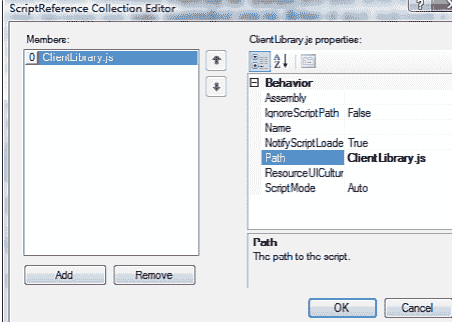 ScriptReference Collection Editor
Members:
0 ClientLibrary.js
Add
Remove
ClientLibrary.js properties:
Behavior
Assembly
IgnoreScriptPath False
Name
NotifyScriptLoade True
Path ClientLibrary.js
ResourceUICultur
ScriptMode Auto
Path
The path to the script.
OK
Cancel